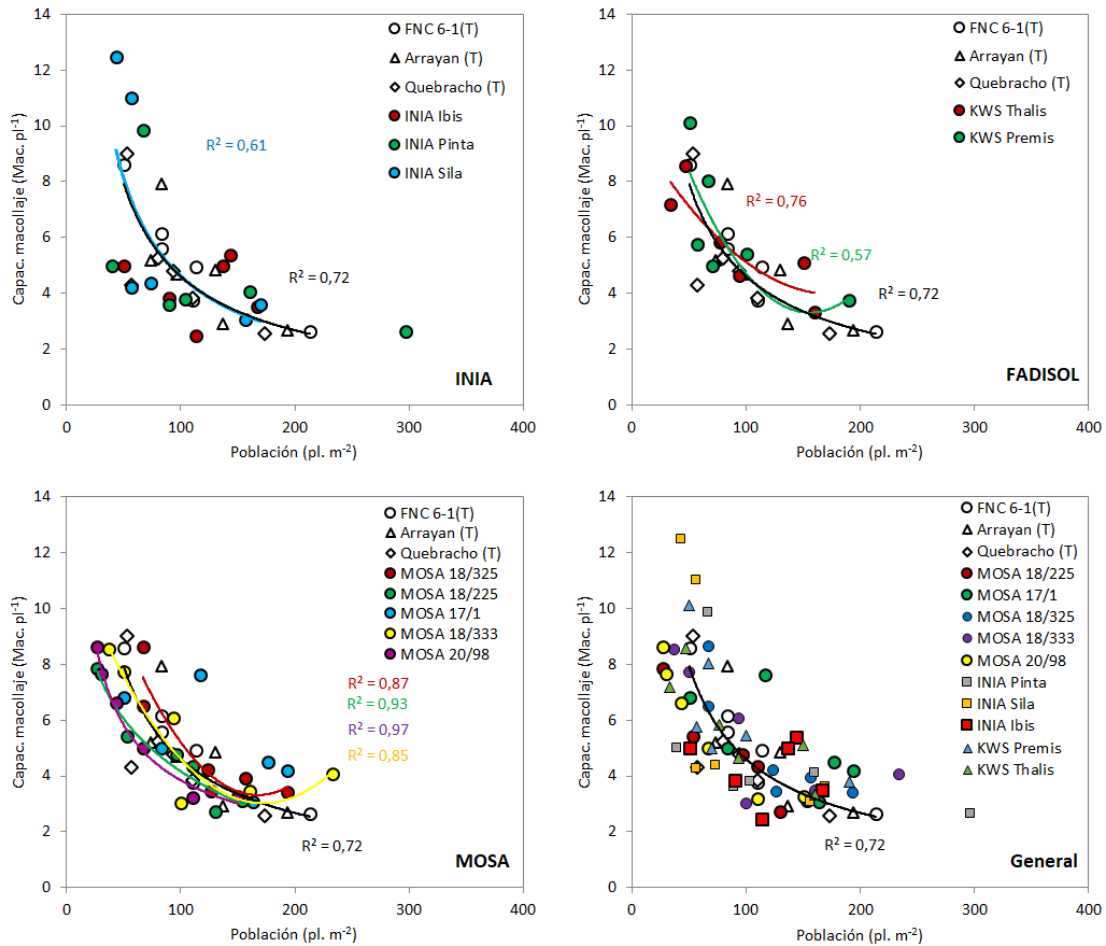 14
12
10
8
6
4
2
0
Capac. macollaje (Mac. pl-1)
FNC 6-1(T)
Arrayan (T)
Quebracho (T)
INIA Ibis
INIA Pinta
INIA Sila
R² = 0,61
R² = 0,72
INIA
0
100
200
300
400
Población (pl. m-2)
14
12
10
8
6
4
2
0
Capac. macollaje (Mac. pl-1)
FNC 6-1(T)
Arrayan (T)
Quebracho (T)
KWS Thalis
KWS Premis
R² = 0,76
R² = 0,57
R² = 0,72
FADISOL
0
100
200
300
400
Población (pl. m-2)
14
12
10
8
6
4
2
0
Capac. macollaje (Mac. pl-1)
FNC 6-1(T)
Arrayan (T)
Quebracho (T)
MOSA 18/325
MOSA 18/225
MOSA 17/1
MOSA 18/333
MOSA 20/98
R² = 0,87
R² = 0,93
R² = 0,97
R² = 0,85
R² = 0,72
MOSA
0
100
200
300
400
Población (pl. m-2)
14
12
10
8
6
4
2
0
Capac. macollaje (Mac. pl-1)
FNC 6-1(T)
Arrayan (T)
Quebracho (T)
MOSA 18/225
MOSA 17/1
MOSA 18/325
MOSA 18/333
MOSA 20/98
INIA Pinta
INIA Sila
INIA Ibis
KWS Premis
KWS Thalis
R² = 0,72
General
0
100
200
300
400
Población (pl. m-2)